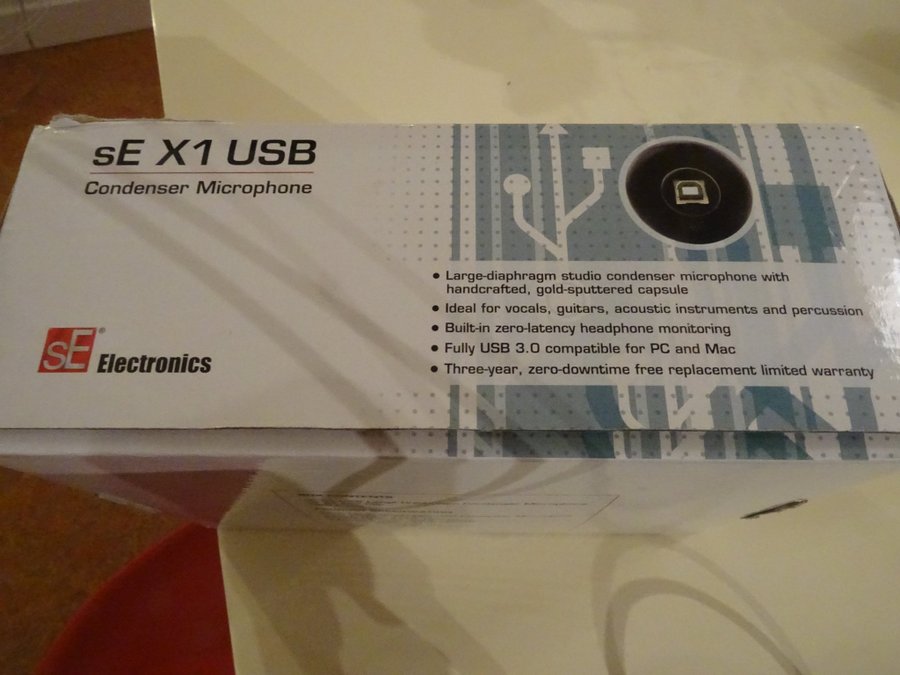 sE X1 USB
Condenser Microphone
• Large-diaphragm studio condenser microphone with
handcrafted, gold-sputtered capsule
• Ideal for vocals, guitars, acoustic instruments and percussion
• Built-in zero-latency headphone monitoring
• Fully USB 3.0 compatible for PC and Mac
• Three-year, zero-downtime free replacement limited warranty
sE® Electronics